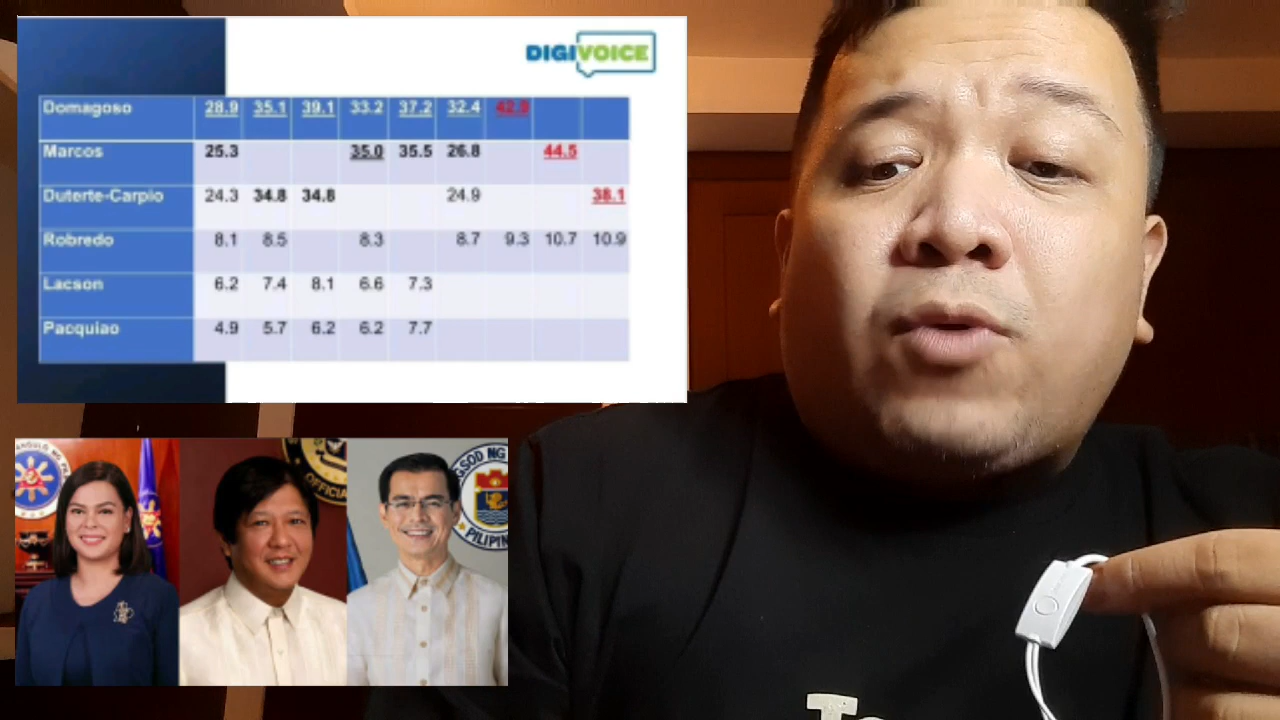 DIGIVOICE
Domagoso 28.9 35.1 39.1 33.2 37.2 32.4 42.9
Marcos 25.3 35.0 35.5 26.8 44.5
Duterte-Carpio 24.3 34.8 34.8 24.9 38.1
Robredo 8.1 8.5 8.3 8.7 9.3 10.7 10.9
Lacson 6.2 7.4 8.1 6.6 7.3
Pacquiao 4.9 5.7 6.2 6.2 7.7